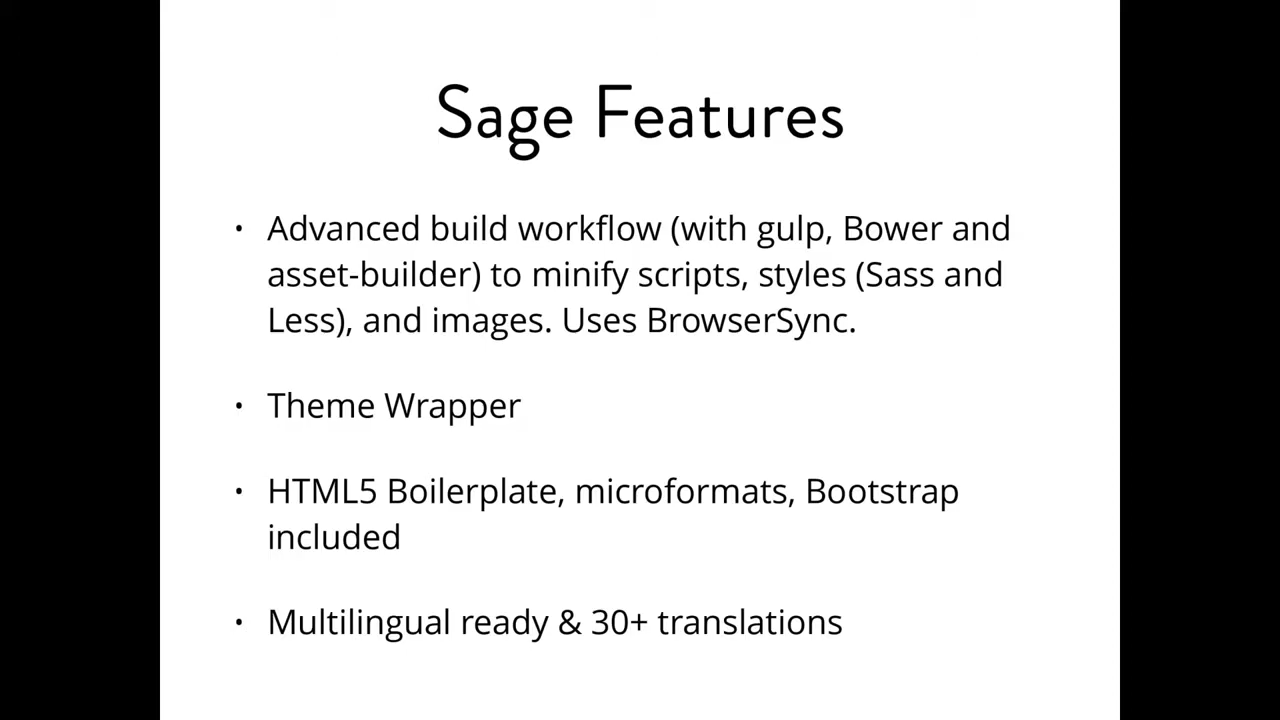 Sage Features
• Advanced build workflow (with gulp, Bower and
asset-builder) to minify scripts, styles (Sass and
Less), and images. Uses BrowserSync.
• Theme Wrapper
• HTML5 Boilerplate, microformats, Bootstrap
included
• Multilingual ready & 30+ translations